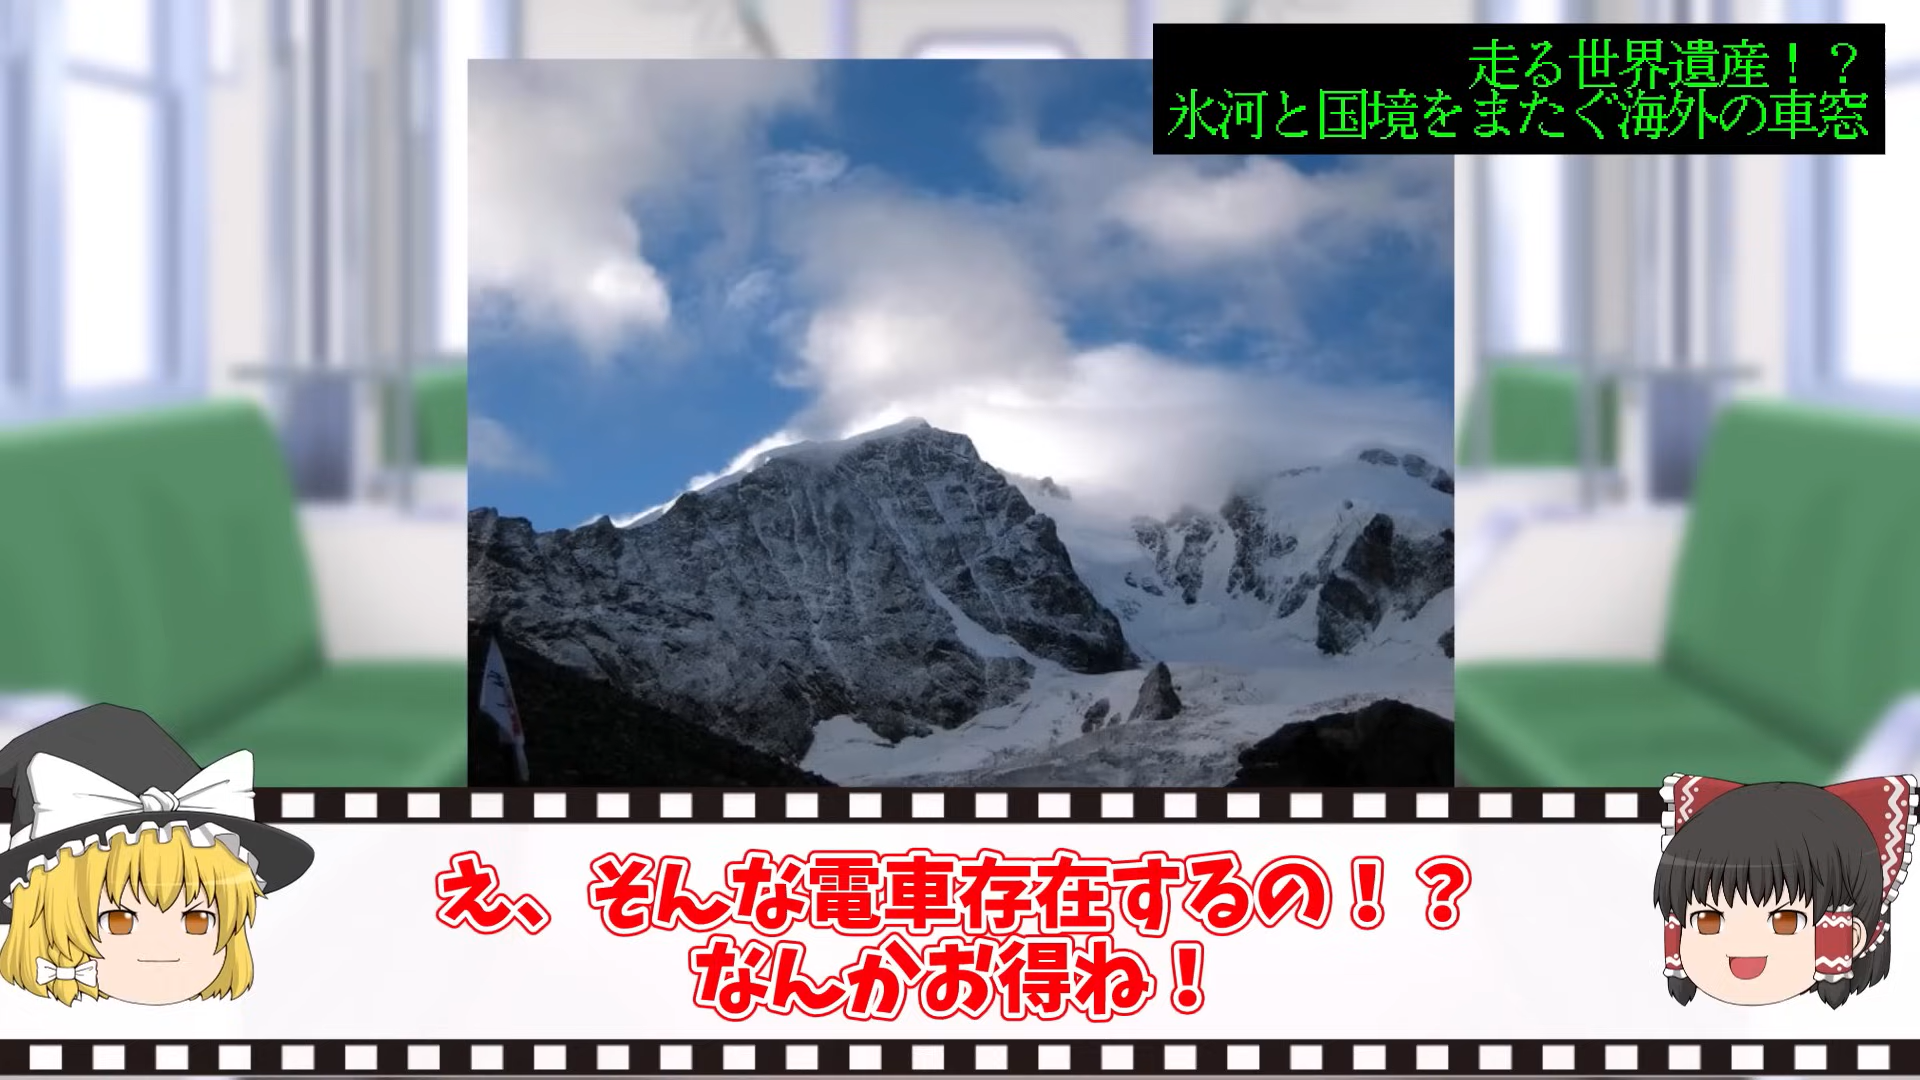 走る世界遺産！？
氷河と国境をまたぐ海外の車窓
え、そんな電車存在するの！？
なんかお得ね！